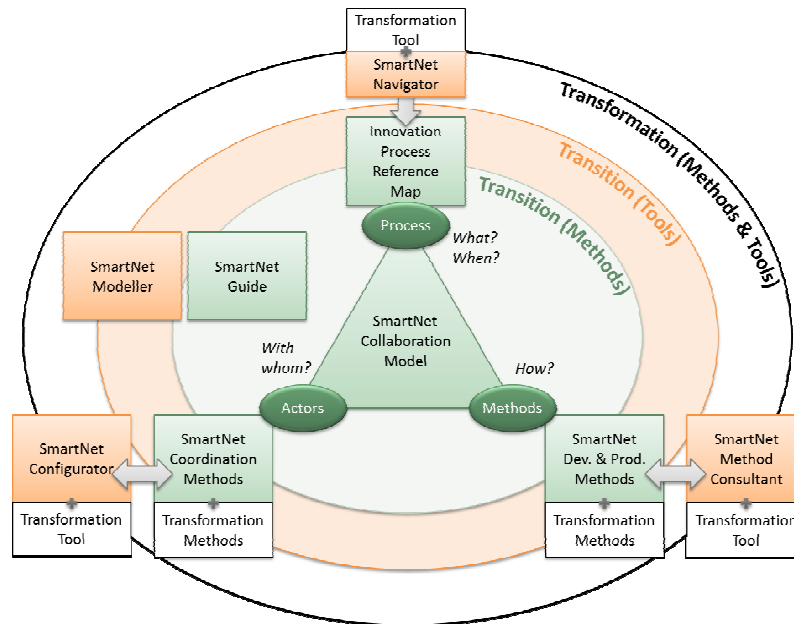 Transformation
Tool
SmartNet
Navigator
Transformation (Methods & Tools)
Transition (Tools)
Transition (Methods)
Innovation
Process
Reference
Map
Process
What?
When?
SmartNet
Modeller
SmartNet
Guide
SmartNet
Collaboration
Model
With
whom?
How?
Actors
Methods
SmartNet
Configurator
SmartNet
Coordination
Methods
SmartNet
Dev. & Prod.
Methods
SmartNet
Method
Consultant
Transformation
Tool
Transformation
Methods
Transformation
Methods
Transformation
Tool